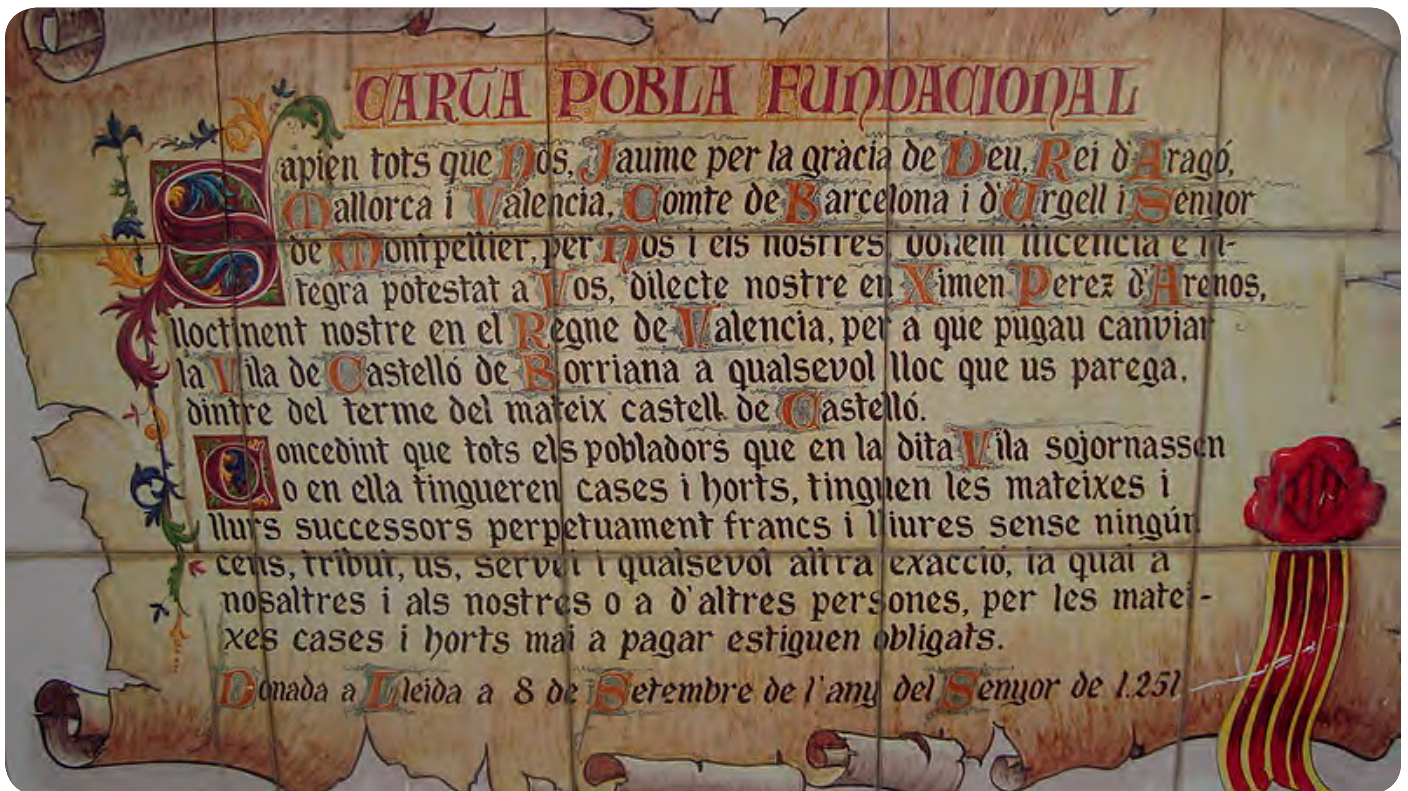 CARTA POBLA FUNDACIONAL
Sapien tots que Nos, Jaume per la gràcia de Deu, Rei d'Aragó,
Mallorca i Valencia, Comte de Barcelona i d'Urgell i Senyor
de Montpellier, per Nos i els nostres donem llicencia e in-
tegra potestat a Vos, dilecte nostre en Ximen Perez d'Arenos,
lloctinent nostre en el Regne de Valencia, per a que pugau canviar
la Vila de Castelló de Borriana a qualsevol lloc que us parega,
dintre del terme del mateix castell de Castelló.
Concedint que tots els pobladors que en la dita Vila sojornassen
o en ella tingueren cases i horts, tinguen les mateixes i
llurs successors perpetuament francs i lliures sense ningún
cens, tribut, us, servei i qualsevol altra exacció, la qual a
nosaltres i als nostres o a d'altres persones, per les matei-
xes cases i horts mai a pagar estiguen obligats.
Donada a Lleida a 8 de Setembre de l'any del Senyor de 1.251